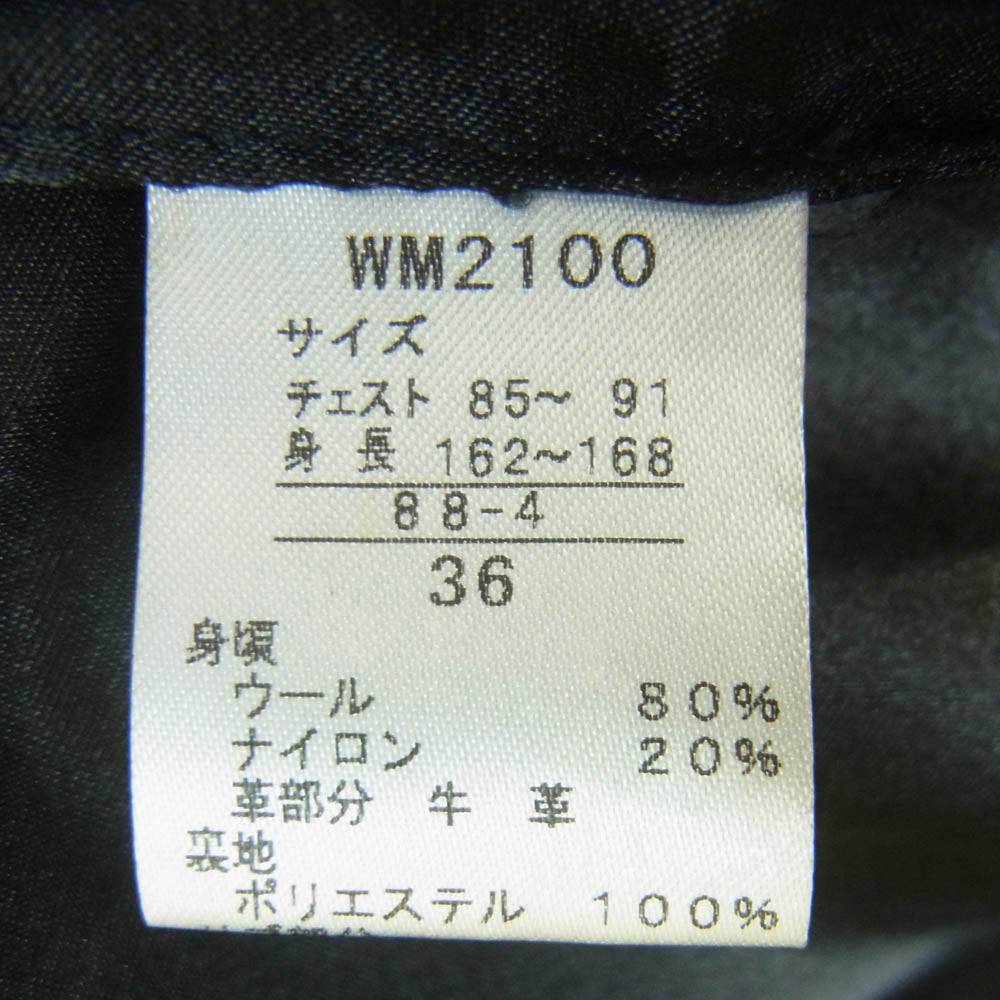 WM2100
サイズ
チェスト 85〜 91
身 長 162〜168
88-4
36
身頃
ウール 80%
ナイロン 20%
革部分 牛 革
裏地
ポリエステル 100%